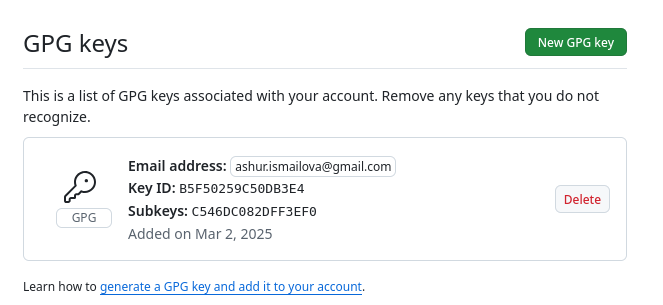 GPG keys
New GPG key
This is a list of GPG keys associated with your account. Remove any keys that you do not
recognize.
Email address: ashur.ismailova@gmail.com
Key ID: B5F50259C50DB3E4
Subkeys: C546DC082DFF3EF0
Added on Mar 2, 2025
GPG
Delete
Learn how to generate a GPG key and add it to your account.